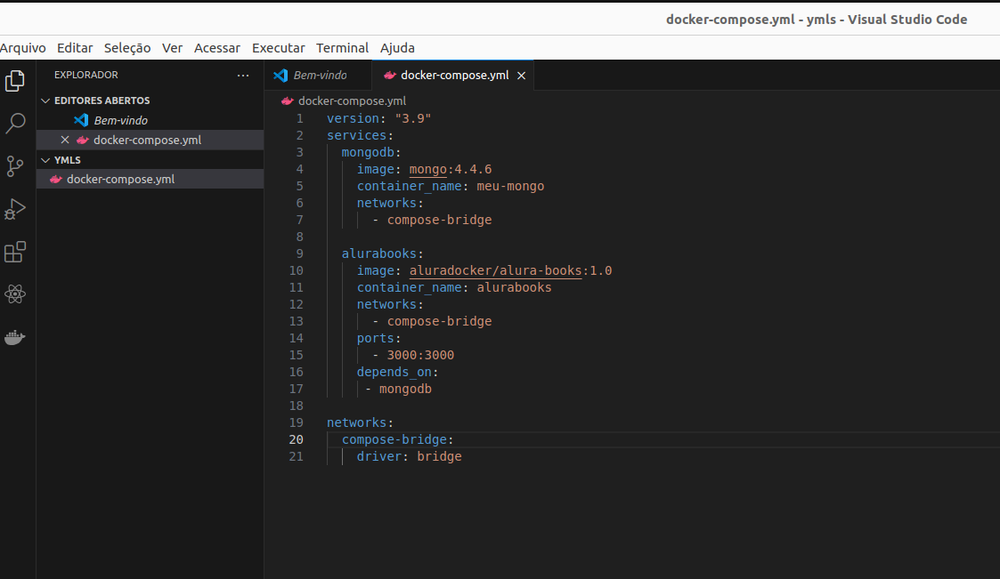 docker-compose.yml - ymls - Visual Studio Code
Arquivo Editar Seleção Ver Acessar Executar Terminal Ajuda
EXPLORADOR ···
EDITORES ABERTOS
Bem-vindo
docker-compose.yml
YMLS
docker-compose.yml
Bem-vindo docker-compose.yml
docker-compose.yml
1 version: "3.9"
2 services:
3   mongodb:
4     image: mongo:4.4.6
5     container_name: meu-mongo
6     networks:
7       - compose-bridge
8
9   alurabooks:
10     image: aluradocker/alura-books:1.0
11     container_name: alurabooks
12     networks:
13       - compose-bridge
14     ports:
15       - 3000:3000
16     depends_on:
17      - mongodb
18
19 networks:
20   compose-bridge:
21     driver: bridge